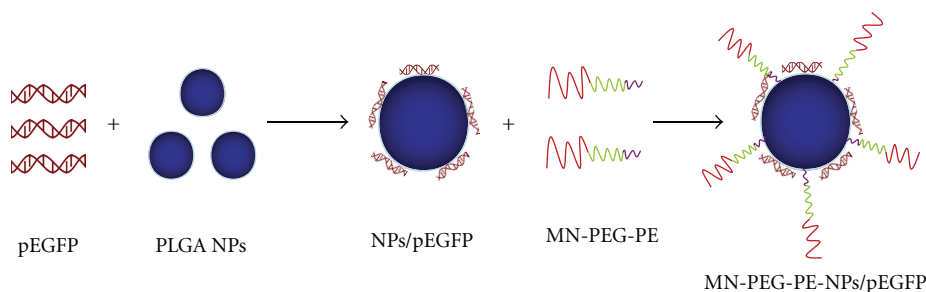 +
+
pEGFP
PLGA NPs
NPs/pEGFP
MN-PEG-PE
MN-PEG-PE-NPs/pEGFP